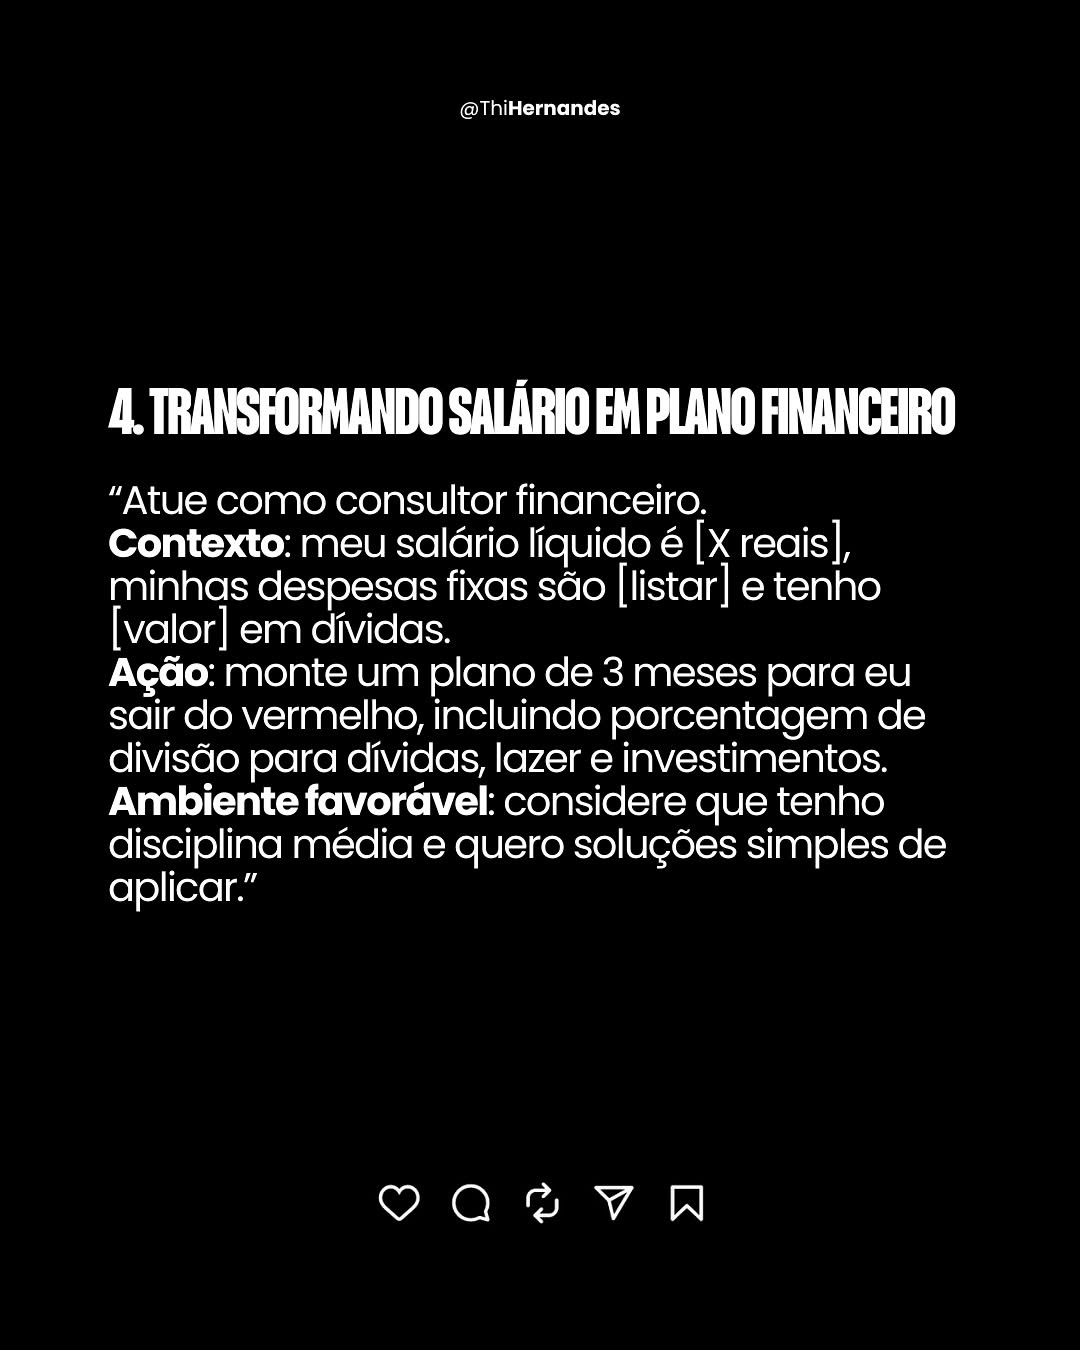 @ThiHernandes
4. TRANSFORMANDO SALÁRIO EM PLANO FINANCEIRO
“Atue como consultor financeiro.
Contexto: meu salário líquido é [X reais],
minhas despesas fixas são [listar] e tenho
[valor] em dívidas.
Ação: monte um plano de 3 meses para eu
sair do vermelho, incluindo porcentagem de
divisão para dívidas, lazer e investimentos.
Ambiente favorável: considere que tenho
disciplina média e quero soluções simples de
aplicar.”